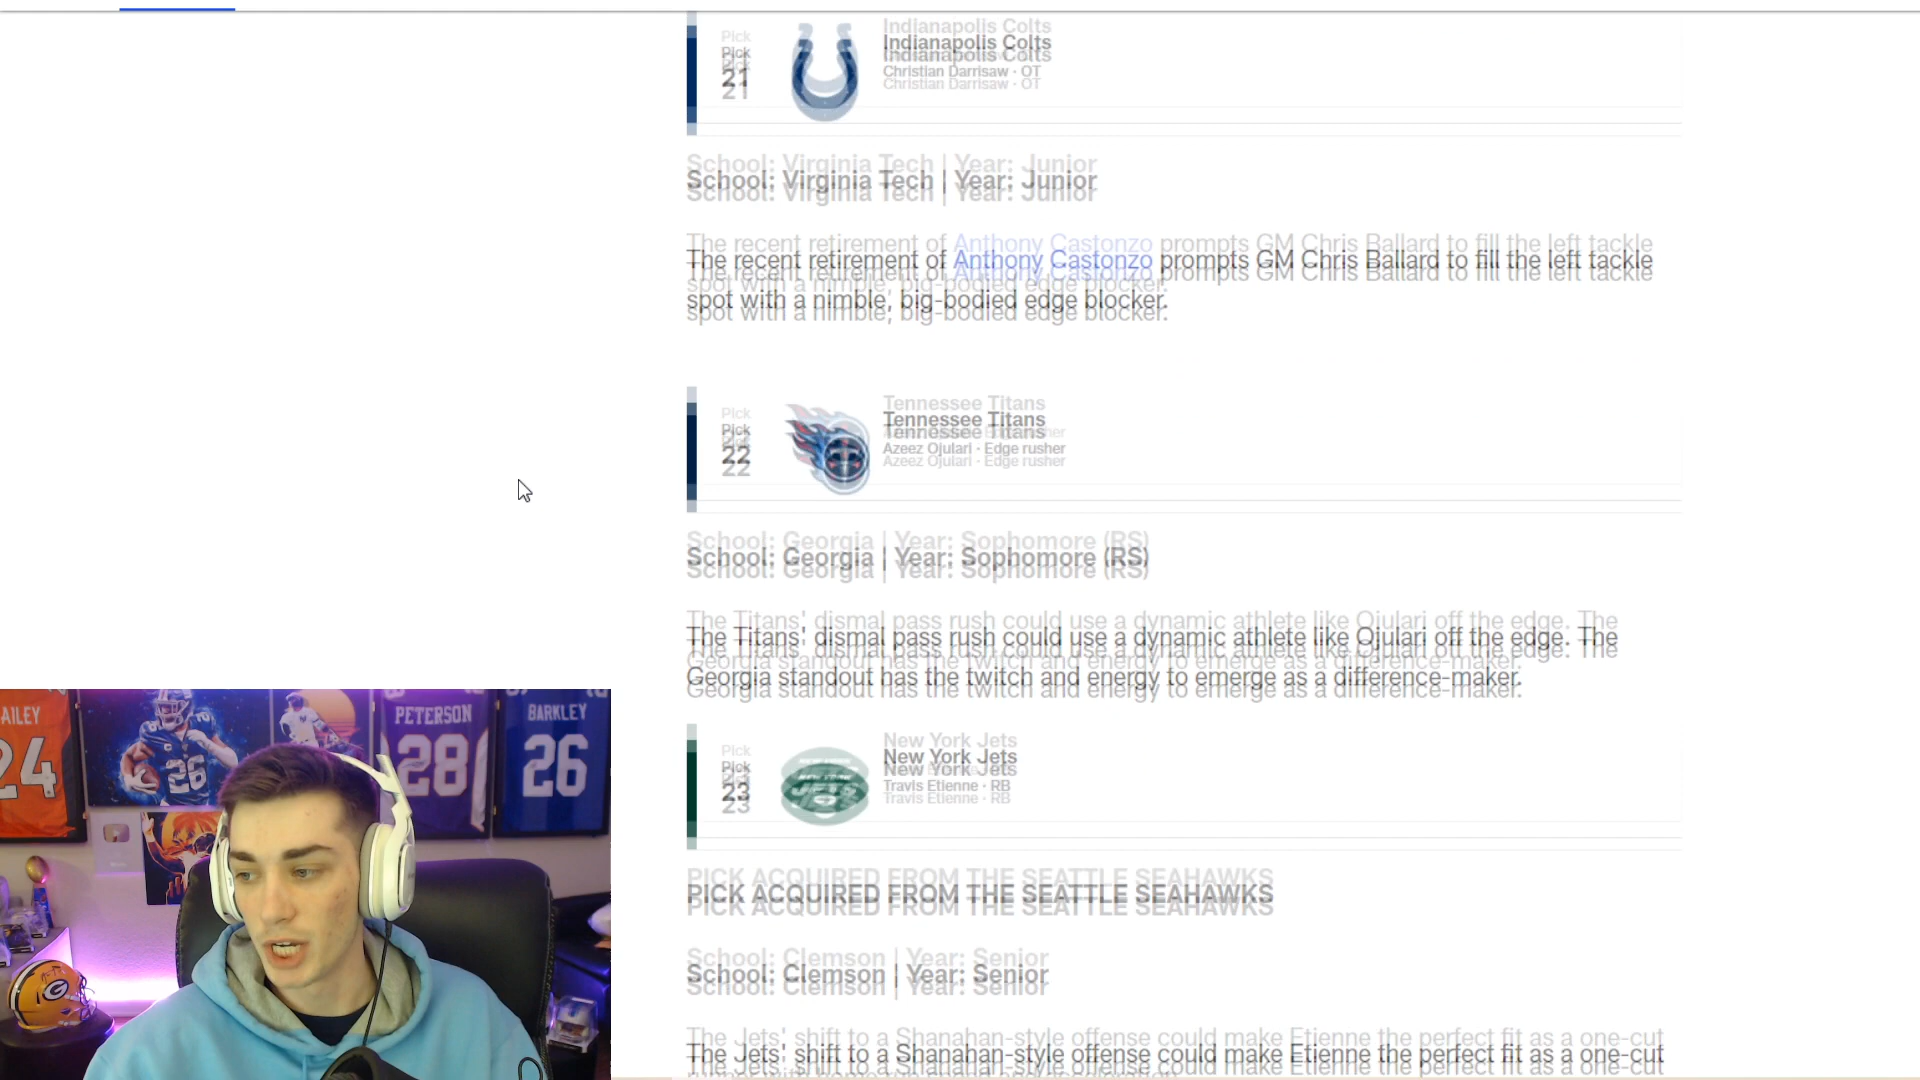 Pick
21
Indianapolis Colts
Christian Darrisaw · OT
School: Virginia Tech | Year: Junior
The recent retirement of Anthony Castonzo prompts GM Chris Ballard to fill the left tackle
spot with a nimble, big-bodied edge blocker.
Pick
22
Tennessee Titans
Azeez Ojulari · Edge rusher
School: Georgia | Year: Sophomore (RS)
The Titans' dismal pass rush could use a dynamic athlete like Ojulari off the edge. The
Georgia standout has the twitch and energy to emerge as a difference-maker.
Pick
23
New York Jets
Travis Etienne · RB
PICK ACQUIRED FROM THE SEATTLE SEAHAWKS
School: Clemson | Year: Senior
The Jets' shift to a Shanahan-style offense could make Etienne the perfect fit as a one-cut
AILEY
24
26
PETERSON
28
BARKLEY
26
G